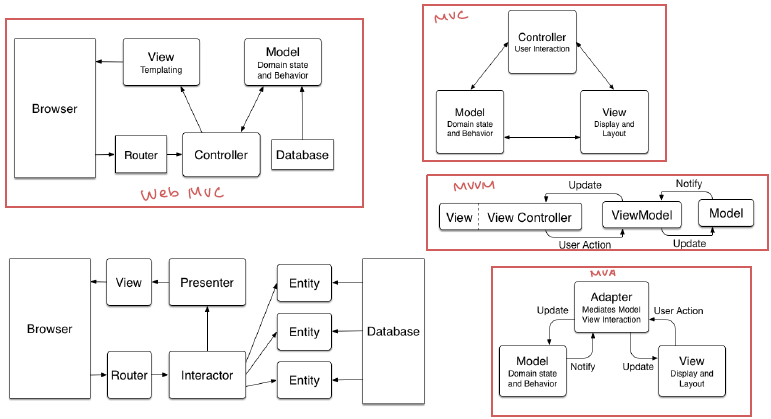 View
Templating
Model
Domain state
and Behavior
Browser
Router
Controller
Database
Web MVC
MVC
Controller
User Interaction
Model
Domain state
and Behavior
View
Display and
Layout
MVVM
Update
Notify
View
View Controller
ViewModel
Model
User Action
Update
View
Presenter
Entity
Browser
Entity
Database
Router
Interactor
Entity
MVA
Adapter
Mediates Model
View Interaction
Update
User Action
Model
Domain state
and Behavior
Notify
Update
View
Display and
Layout